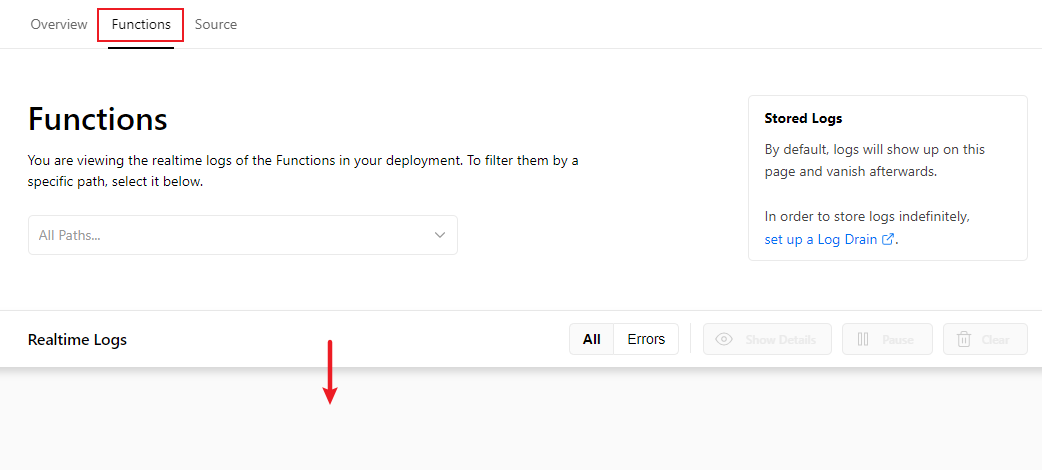 Overview Functions Source
Functions
You are viewing the realtime logs of the Functions in your deployment. To filter them by a
specific path, select it below.
All Paths...
Stored Logs
By default, logs will show up on this
page and vanish afterwards.
In order to store logs indefinitely,
set up a Log Drain.
Realtime Logs All Errors Show Details Pause Clear